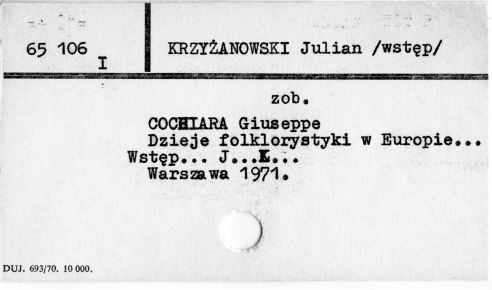 65 106
I
KRZYŻANOWSKI Julian /wstęp/
zob.
COCHIARA Giuseppe
Dzieje folklorystyki w Europie...
Wstęp... J...K...
Warszawa 1971.
DUJ. 693/70. 10 000.